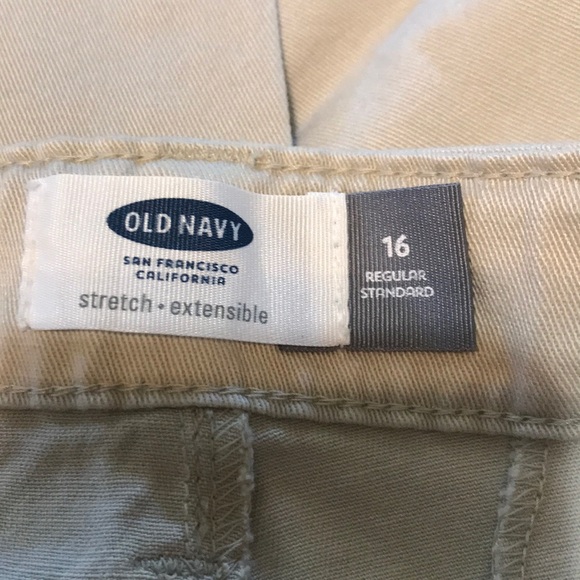 OLD NAVY
SAN FRANCISCO
CALIFORNIA
stretch • extensible
16
REGULAR
STANDARD